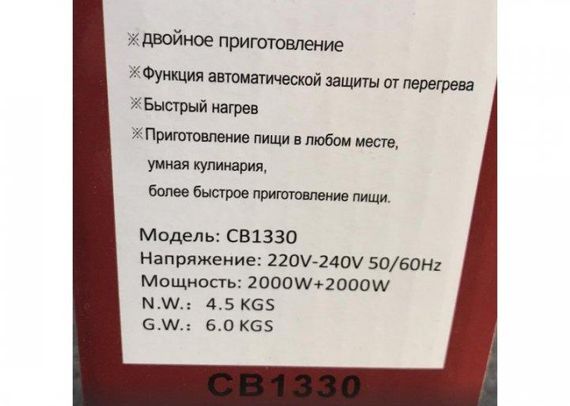 ※двойное приготовление
※Функция автоматической защиты от перегрева
※Быстрый нагрев
※Приготовление пищи в любом месте,
умная кулинария,
более быстрое приготовление пищи.
Модель: CB1330
Напряжение: 220V-240V 50/60Hz
Мощность: 2000W+2000W
N.W.: 4.5 KGS
G.W.: 6.0 KGS
CB1330